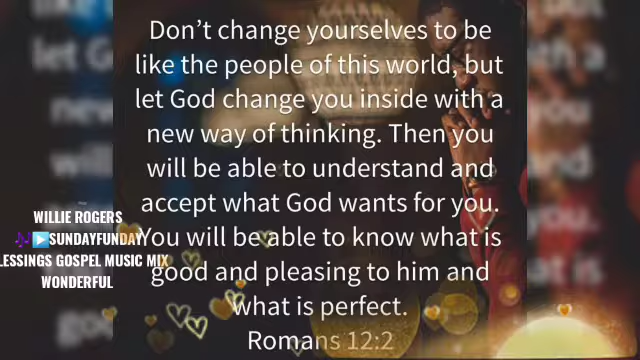 Don’t change yourselves to be
like the people of this world, but
let God change you inside with a
new way of thinking. Then you
will be able to understand and
accept what God wants for you.
You will be able to know what is
good and pleasing to him and
what is perfect.
Romans 12:2
WILLIE ROGERS
🎶▶️SUNDAYFUNDAY
LESSINGS GOSPEL MUSIC MIX
WONDERFUL